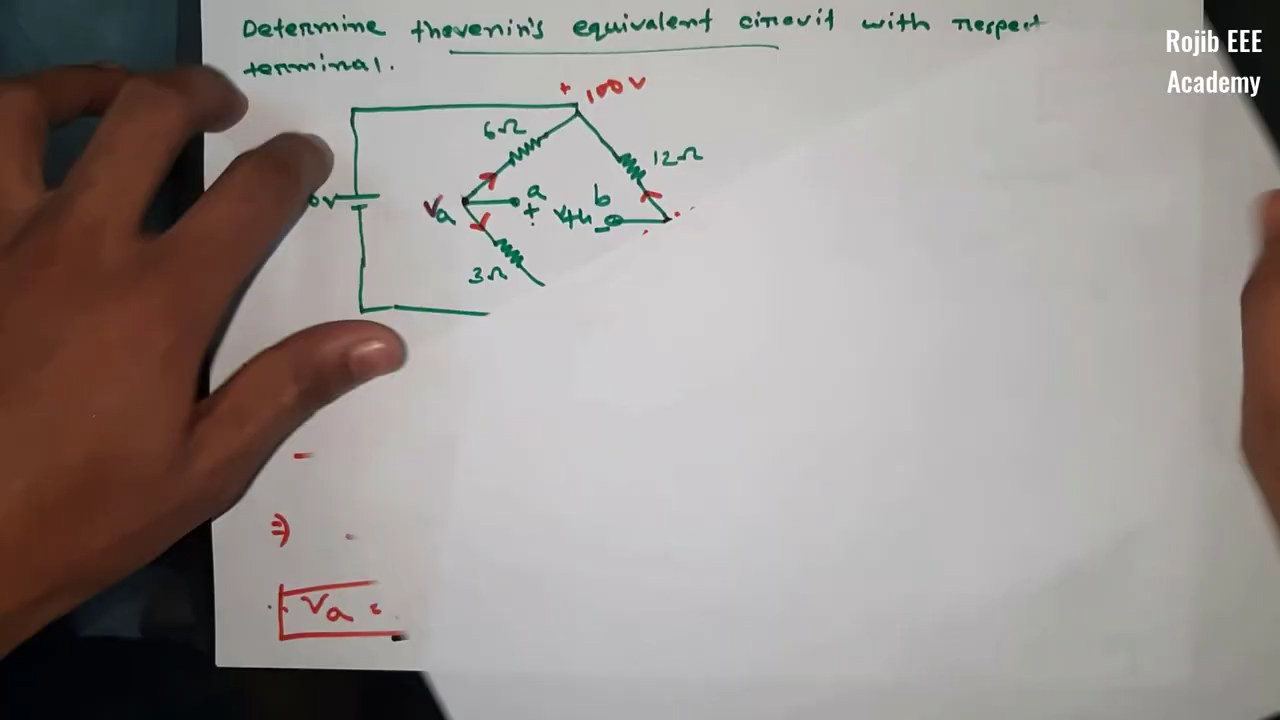 Determine thevenin's equivalent circuit with respect
terminal.
Rojib EEE
Academy
+ 100V
6Ω
12Ω
a
b
Va
+
Vth
-
3Ω
-
⇒
Va =